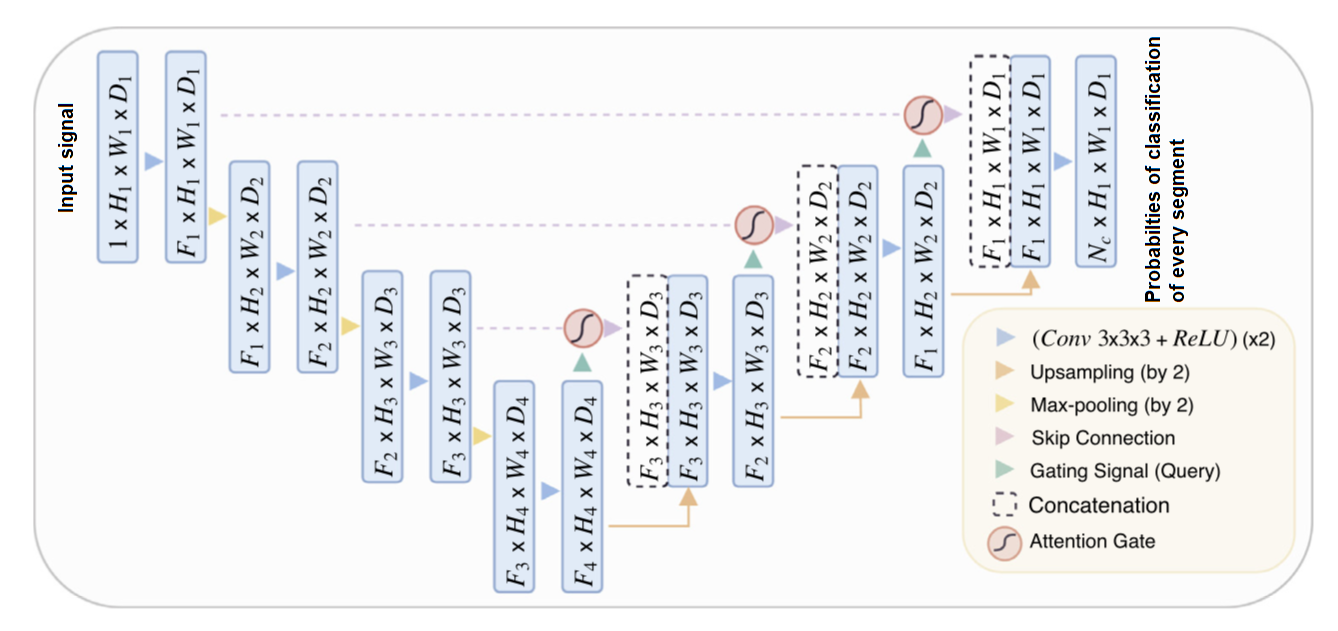 Input signal
1 x H₁ x W₁ x D₁
F₁ x H₁ x W₁ x D₁
F₁ x H₂ x W₂ x D₂
F₂ x H₂ x W₂ x D₂
F₂ x H₃ x W₃ x D₃
F₃ x H₃ x W₃ x D₃
F₃ x H₄ x W₄ x D₄
F₄ x H₄ x W₄ x D₄
F₃ x H₃ x W₃ x D₃
F₃ x H₃ x W₃ x D₃
F₂ x H₃ x W₃ x D₃
F₂ x H₂ x W₂ x D₂
F₂ x H₂ x W₂ x D₂
F₁ x H₂ x W₂ x D₂
F₁ x H₁ x W₁ x D₁
F₁ x H₁ x W₁ x D₁
N꜀ x H₁ x W₁ x D₁
Probabilties of classification
of every segment
(Conv 3x3x3 + ReLU) (x2)
Upsampling (by 2)
Max-pooling (by 2)
Skip Connection
Gating Signal (Query)
Concatenation
Attention Gate